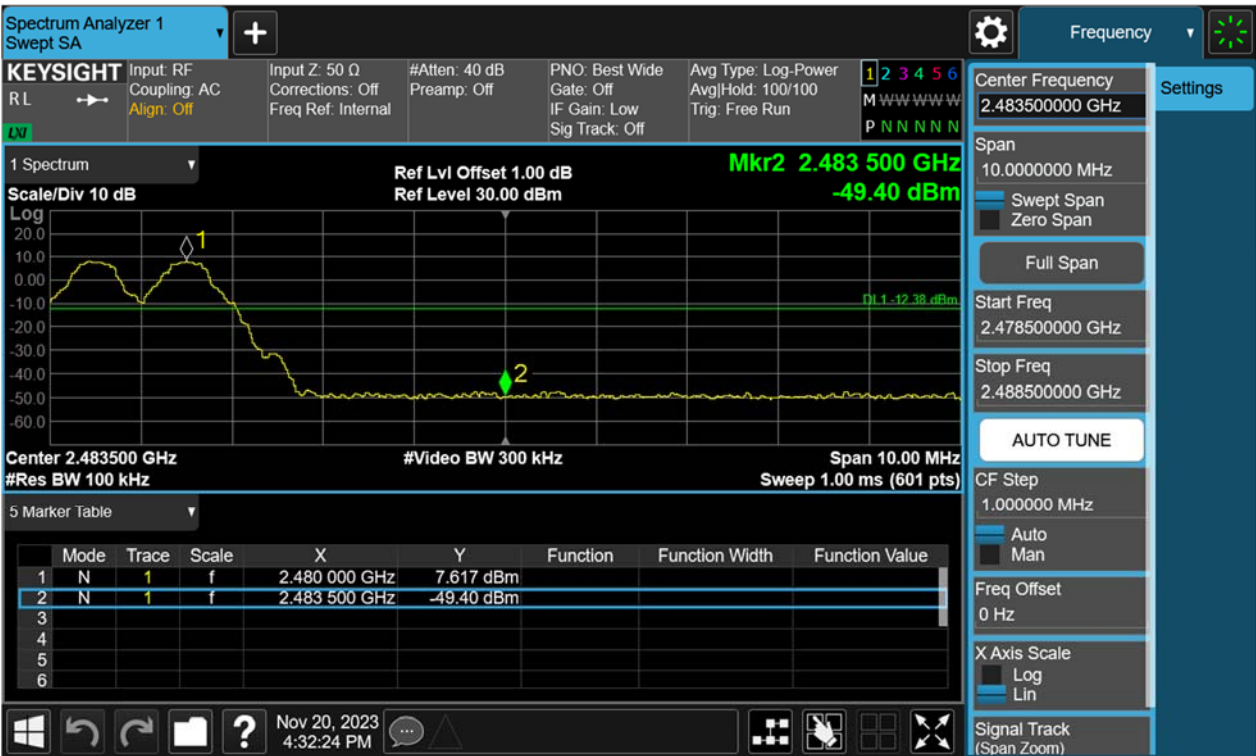 Spectrum Analyzer 1
Swept SA
+
Frequency
KEYSIGHT
RL
LXI
Input: RF
Coupling: AC
Align: Off
Input Z: 50 Ω
Corrections: Off
Freq Ref: Internal
#Atten: 40 dB
Preamp: Off
PNO: Best Wide
Gate: Off
IF Gain: Low
Sig Track: Off
Avg Type: Log-Power
Avg|Hold: 100/100
Trig: Free Run
1 2 3 4 5 6
M W W W W W
P N N N N N
1 Spectrum
Scale/Div 10 dB
Log
Ref Lvl Offset 1.00 dB
Ref Level 30.00 dBm
Mkr2 2.483 500 GHz
-49.40 dBm
20.0
10.0
0.00
-10.0
-20.0
-30.0
-40.0
-50.0
-60.0
1
2
DL1 -12.38 dBm
Center 2.483500 GHz
#Res BW 100 kHz
#Video BW 300 kHz
Span 10.00 MHz
Sweep 1.00 ms (601 pts)
5 Marker Table
Mode Trace Scale X Y Function Function Width Function Value
1 N 1 f 2.480 000 GHz 7.617 dBm
2 N 1 f 2.483 500 GHz -49.40 dBm
3
4
5
6
Nov 20, 2023
4:32:24 PM
?
Settings
Center Frequency
2.483500000 GHz
Span
10.0000000 MHz
Swept Span
Zero Span
Full Span
Start Freq
2.478500000 GHz
Stop Freq
2.488500000 GHz
AUTO TUNE
CF Step
1.000000 MHz
Auto
Man
Freq Offset
0 Hz
X Axis Scale
Log
Lin
Signal Track
(Span Zoom)